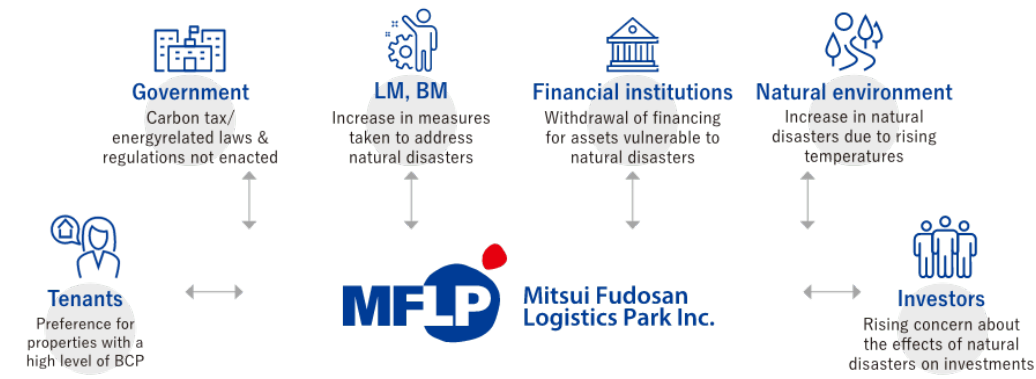 Government
Carbon tax/
energyrelated laws &
regulations not enacted
LM, BM
Increase in measures
taken to address
natural disasters
Financial institutions
Withdrawal of financing
for assets vulnerable to
natural disasters
Natural environment
Increase in natural
disasters due to rising
temperatures
Tenants
Preference for
properties with a
high level of BCP
MFLP
Mitsui Fudosan
Logistics Park Inc.
Investors
Rising concern about
the effects of natural
disasters on investments